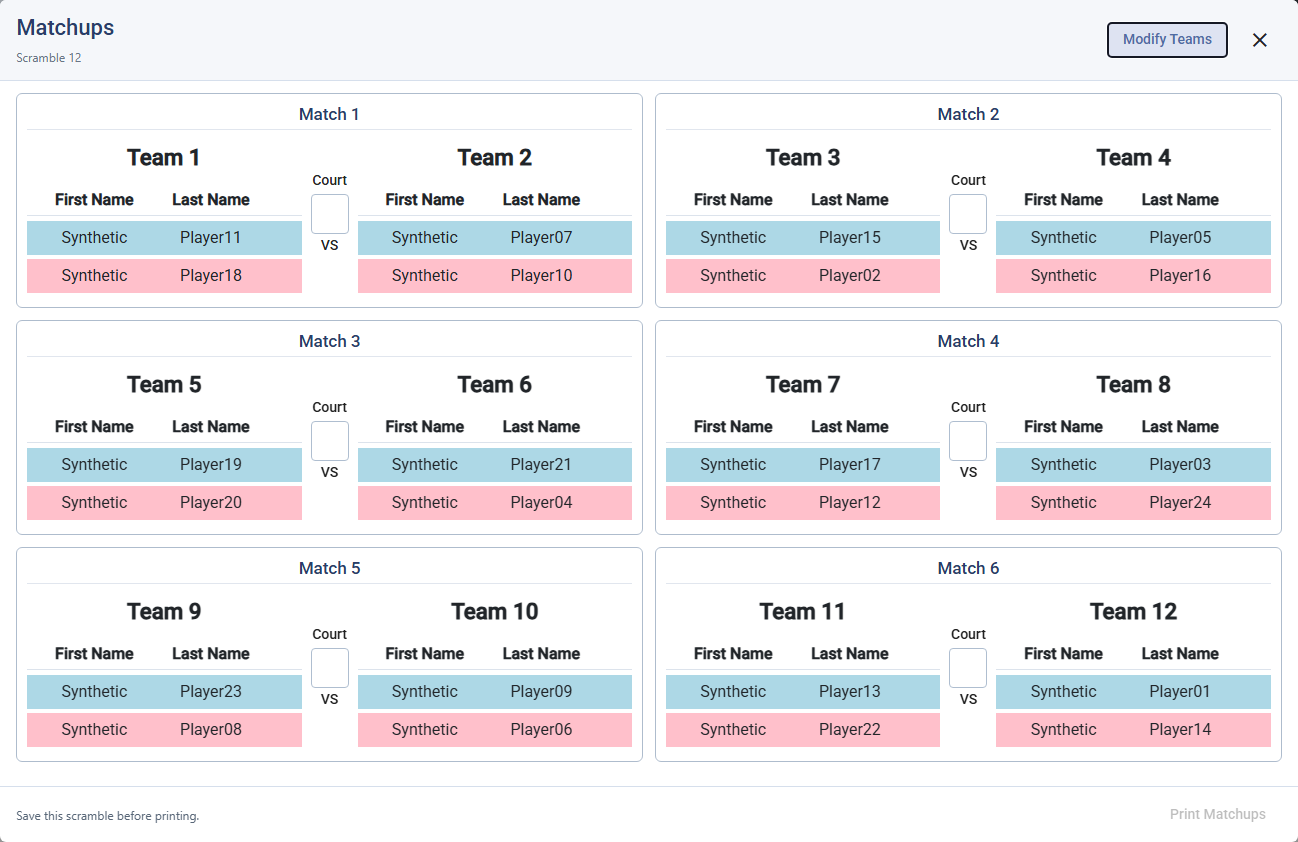 Matchups
Scramble 12
Modify Teams
Match 1
Team 1
First Name Last Name
Synthetic Player11
Synthetic Player18
Court
VS
Team 2
First Name Last Name
Synthetic Player07
Synthetic Player10
Match 2
Team 3
First Name Last Name
Synthetic Player15
Synthetic Player02
Court
VS
Team 4
First Name Last Name
Synthetic Player05
Synthetic Player16
Match 3
Team 5
First Name Last Name
Synthetic Player19
Synthetic Player20
Court
VS
Team 6
First Name Last Name
Synthetic Player21
Synthetic Player04
Match 4
Team 7
First Name Last Name
Synthetic Player17
Synthetic Player12
Court
VS
Team 8
First Name Last Name
Synthetic Player03
Synthetic Player24
Match 5
Team 9
First Name Last Name
Synthetic Player23
Synthetic Player08
Court
VS
Team 10
First Name Last Name
Synthetic Player09
Synthetic Player06
Match 6
Team 11
First Name Last Name
Synthetic Player13
Synthetic Player22
Court
VS
Team 12
First Name Last Name
Synthetic Player01
Synthetic Player14
Save this scramble before printing.
Print Matchups